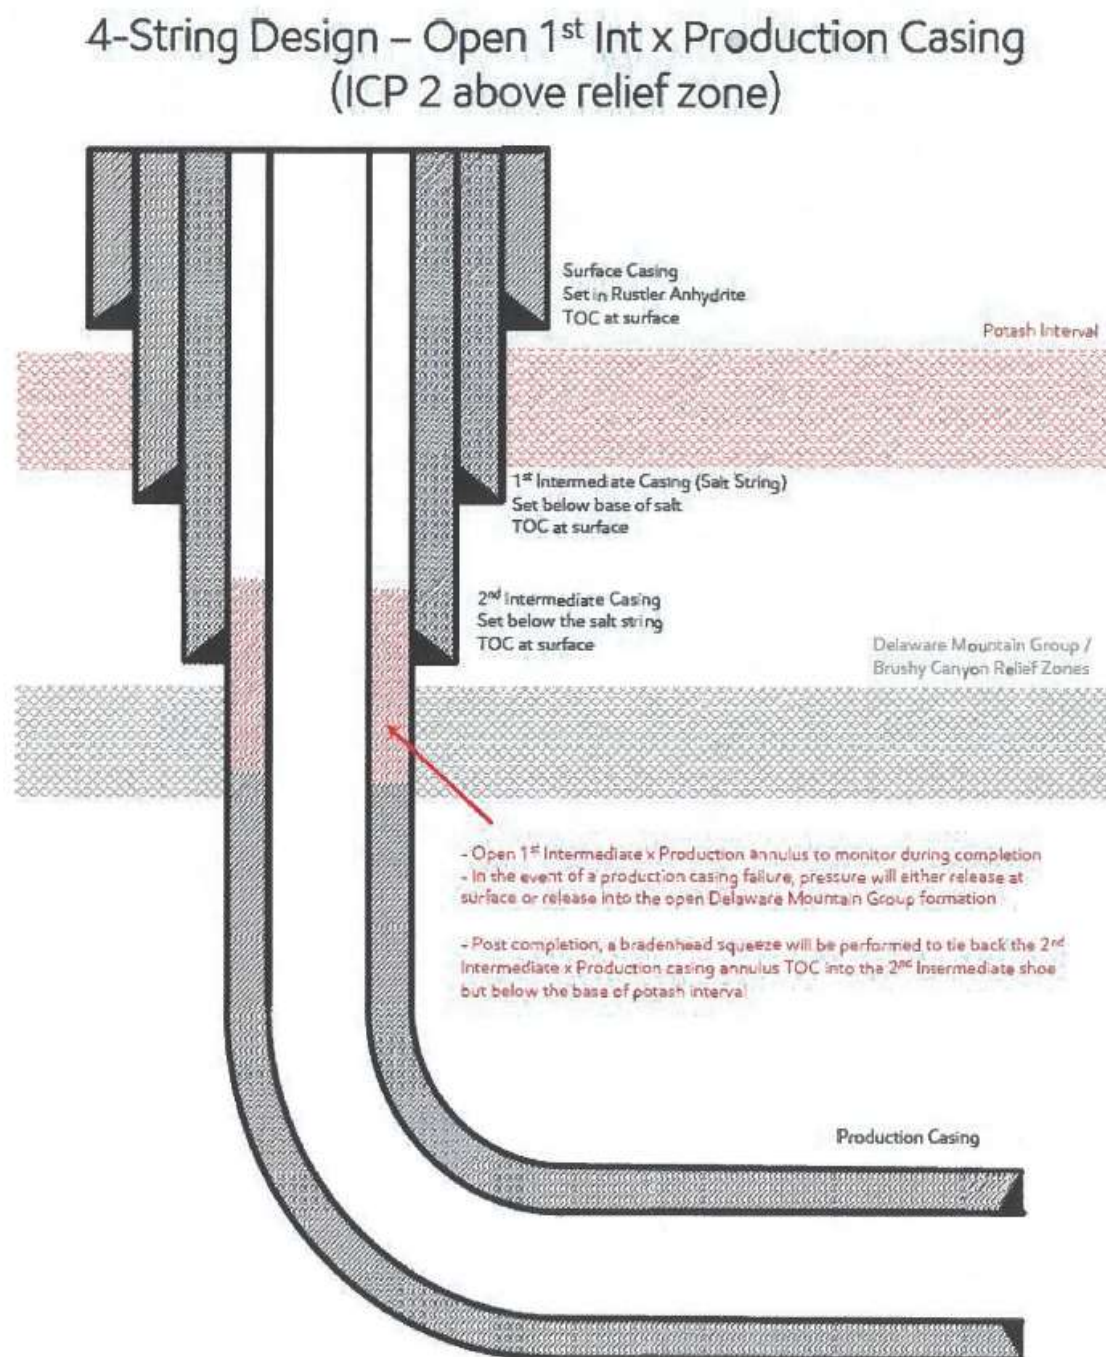 4-String Design – Open 1st Int x Production Casing
(ICP 2 above relief zone)
Surface Casing
Set in Rustler Anhydrite
TOC at surface
Potash Interval
1st Intermediate Casing (Salt String)
Set below base of salt
TOC at surface
2nd Intermediate Casing
Set below the salt string
TOC at surface
Delaware Mountain Group /
Brushy Canyon Relief Zones
- Open 1st Intermediate x Production annulus to monitor during completion
- In the event of a production casing failure, pressure will either release at
surface or release into the open Delaware Mountain Group formation
- Post completion, a bradenhead squeeze will be performed to tie back the 2nd
Intermediate x Production casing annulus TOC into the 2nd Intermediate shoe
but below the base of potash interval
Production Casing